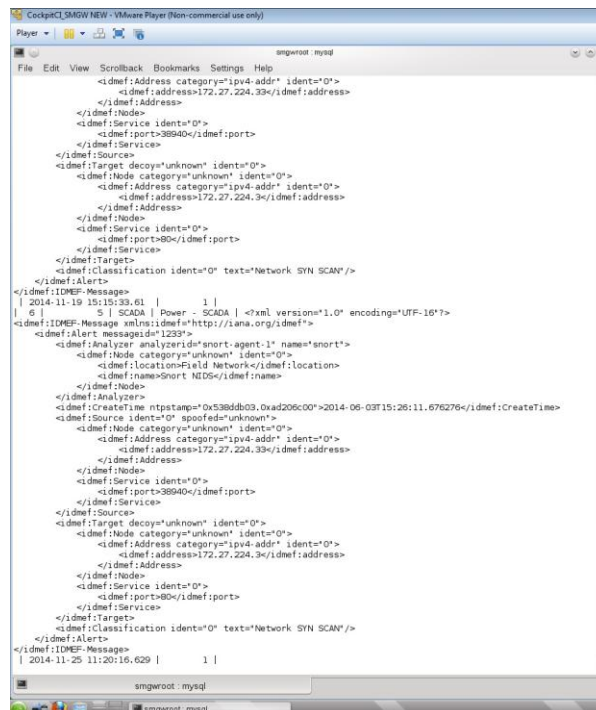 CockpitCI_SMGW NEW - VMware Player (Non-commercial use only)
Player
smgwroot : mysql
File Edit View Scrollback Bookmarks Settings Help
<idmef:Address category="ipv4-addr" ident="0">
<idmef:address>172.27.224.33</idmef:address>
</idmef:Address>
</idmef:Node>
<idmef:Service ident="0">
<idmef:port>38940</idmef:port>
</idmef:Service>
</idmef:Source>
<idmef:Target decoy="unknown" ident="0">
<idmef:Node category="unknown" ident="0">
<idmef:Address category="ipv4-addr" ident="0">
<idmef:address>172.27.224.3</idmef:address>
</idmef:Address>
</idmef:Node>
<idmef:Service ident="0">
<idmef:port>80</idmef:port>
</idmef:Service>
</idmef:Target>
<idmef:Classification ident="0" text="Network SYN SCAN"/>
</idmef:Alert>
</idmef:IDMEF-Message>
| 2014-11-19 15:15:33.61 | 1 |
| 6 | 5 | SCADA | Power - SCADA | <?xml version="1.0" encoding="UTF-16"?>
<idmef:IDMEF-Message xmlns:idmef="http://iana.org/idmef">
<idmef:Alert messageid="1233">
<idmef:Analyzer analyzerid="snort-agent-1" name="snort">
<idmef:Node category="unknown" ident="0">
<idmef:location>Field Network</idmef:location>
<idmef:name>Snort NIDS</idmef:name>
</idmef:Node>
</idmef:Analyzer>
<idmef:CreateTime ntpstamp="0x538ddb03.0xad206c00">2014-06-03T15:26:11.676276</idmef:CreateTime>
<idmef:Source ident="0" spoofed="unknown">
<idmef:Node category="unknown" ident="0">
<idmef:Address category="ipv4-addr" ident="0">
<idmef:address>172.27.224.33</idmef:address>
</idmef:Address>
</idmef:Node>
<idmef:Service ident="0">
<idmef:port>38940</idmef:port>
</idmef:Service>
</idmef:Source>
<idmef:Target decoy="unknown" ident="0">
<idmef:Node category="unknown" ident="0">
<idmef:Address category="ipv4-addr" ident="0">
<idmef:address>172.27.224.3</idmef:address>
</idmef:Address>
</idmef:Node>
<idmef:Service ident="0">
<idmef:port>80</idmef:port>
</idmef:Service>
</idmef:Target>
<idmef:Classification ident="0" text="Network SYN SCAN"/>
</idmef:Alert>
</idmef:IDMEF-Message>
| 2014-11-25 11:20:16.629 | 1 |
smgwroot : mysql
smgwroot : mysql